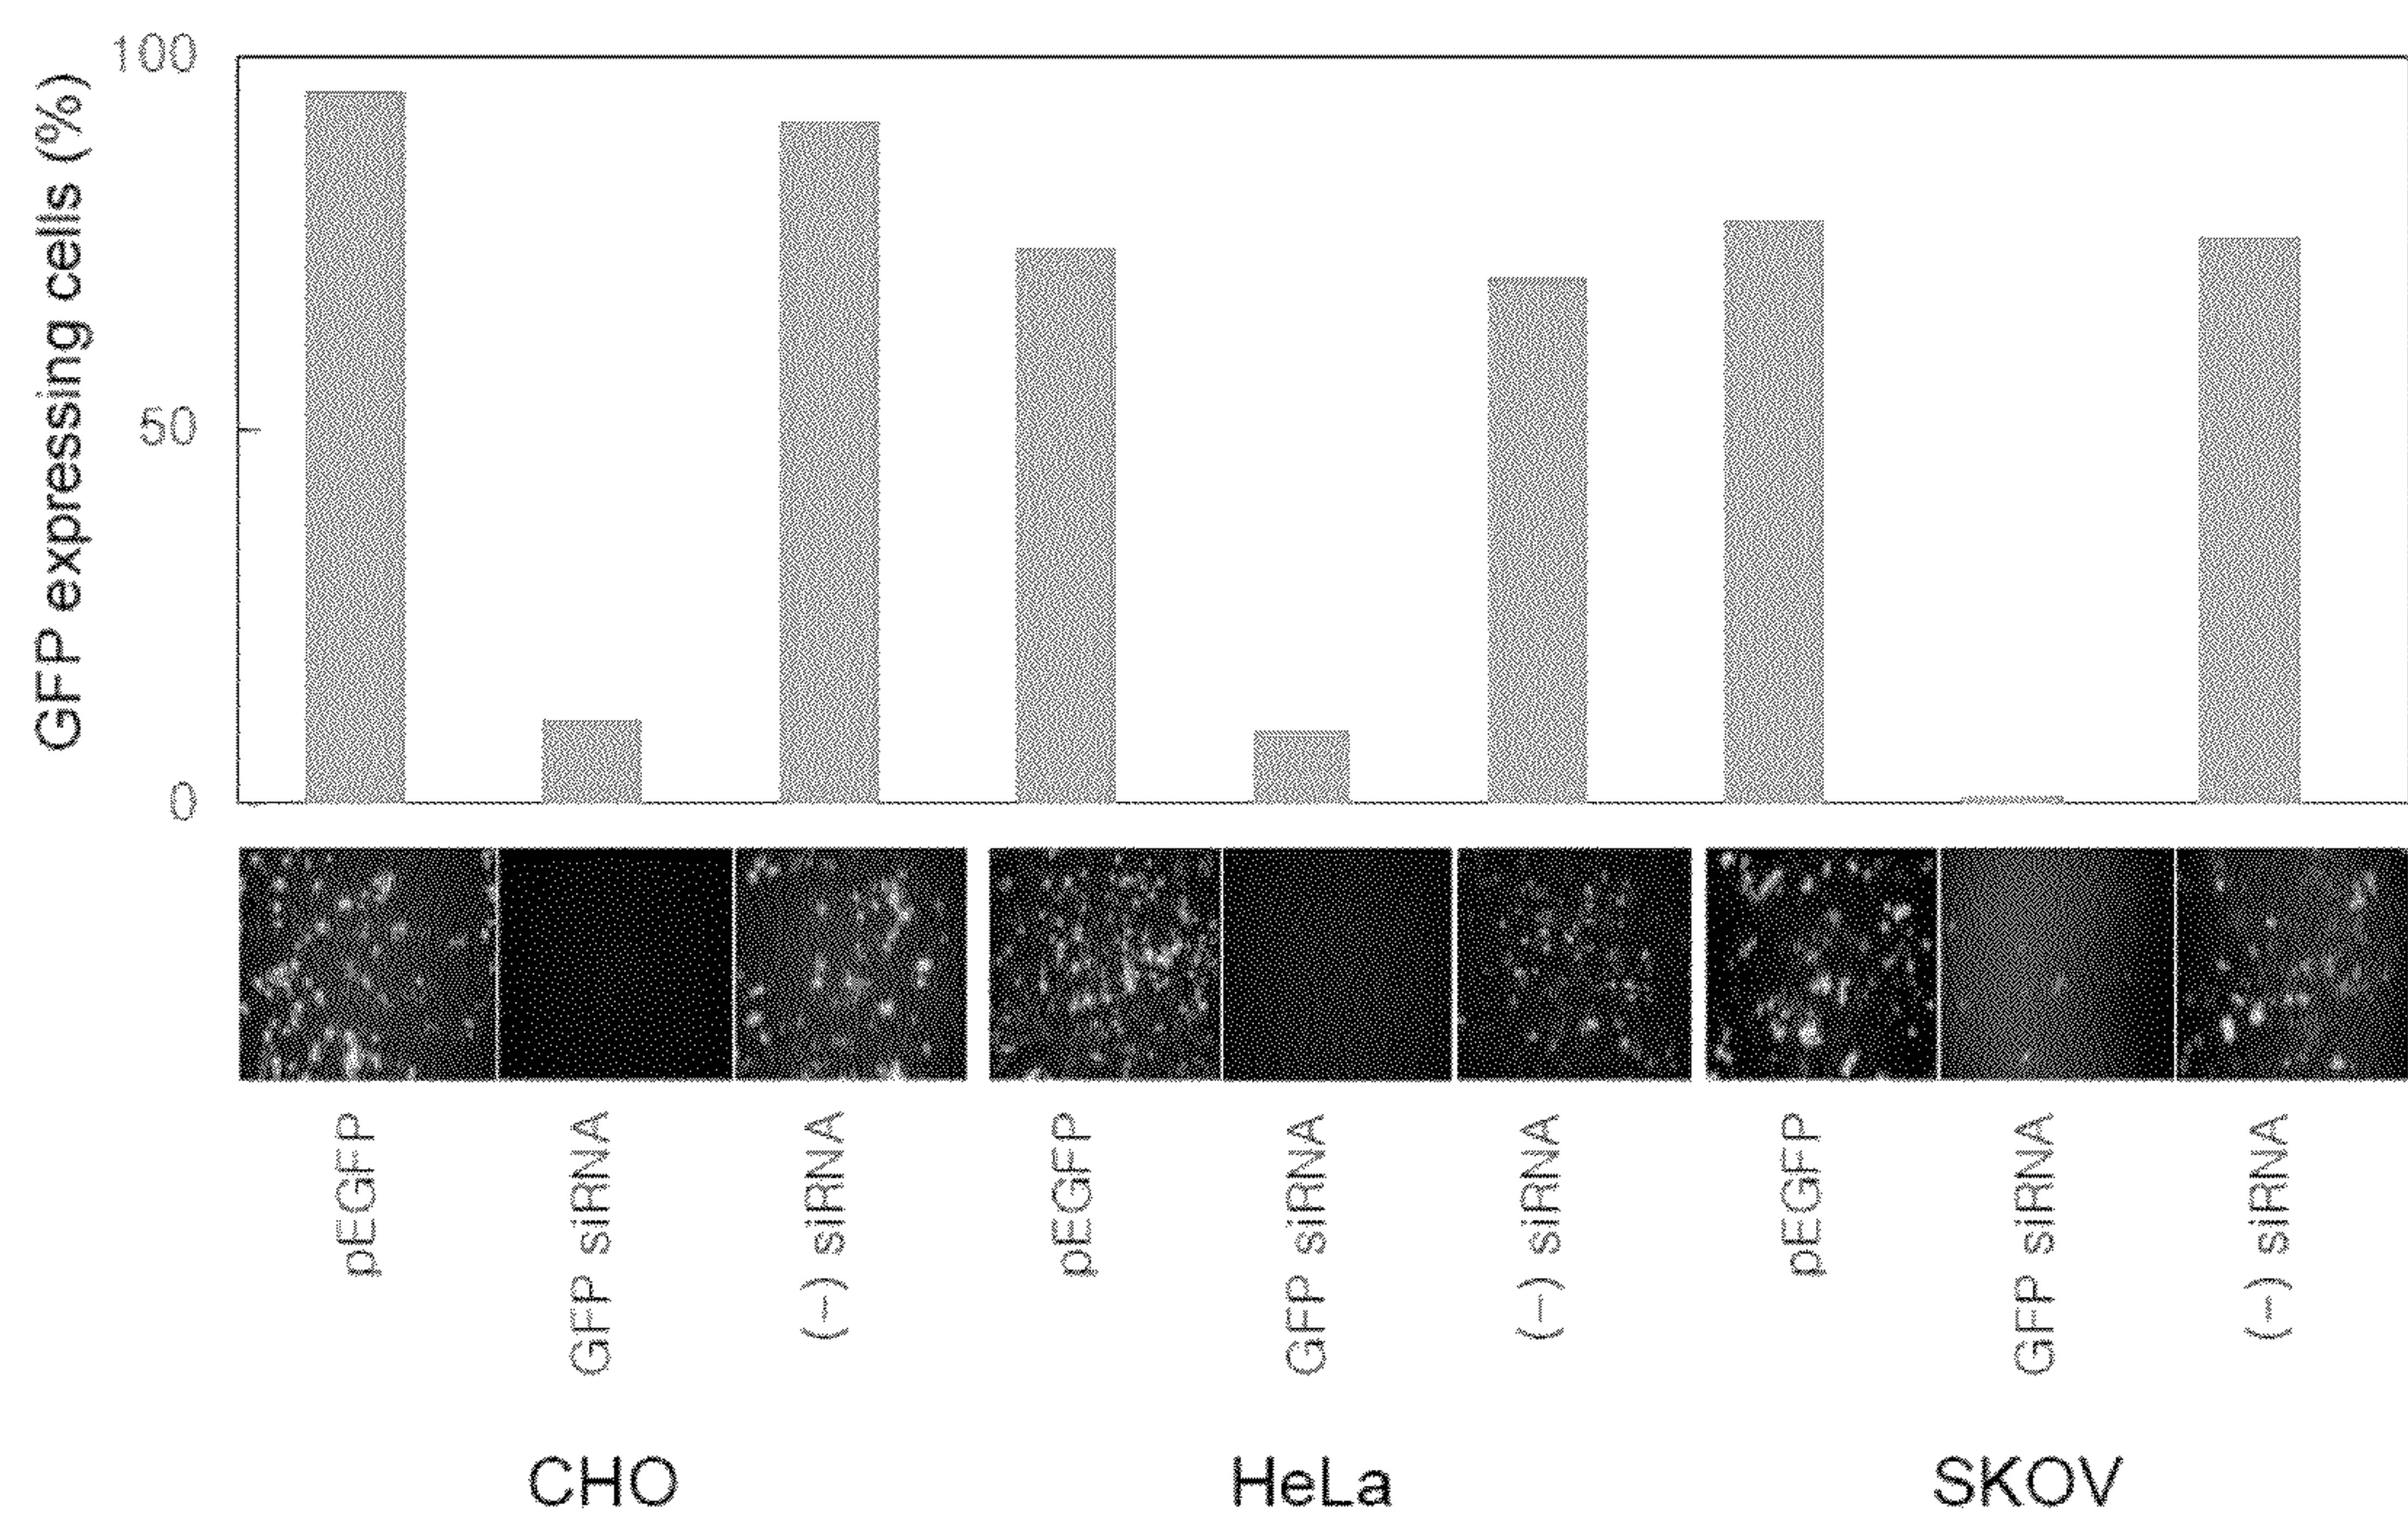 GFP expressing cells (%)
100
50
0
pEGFP
GFP siRNA
(−) siRNA
pEGFP
GFP siRNA
(−) siRNA
pEGFP
GFP siRNA
(−) siRNA
CHO
HeLa
SKOV